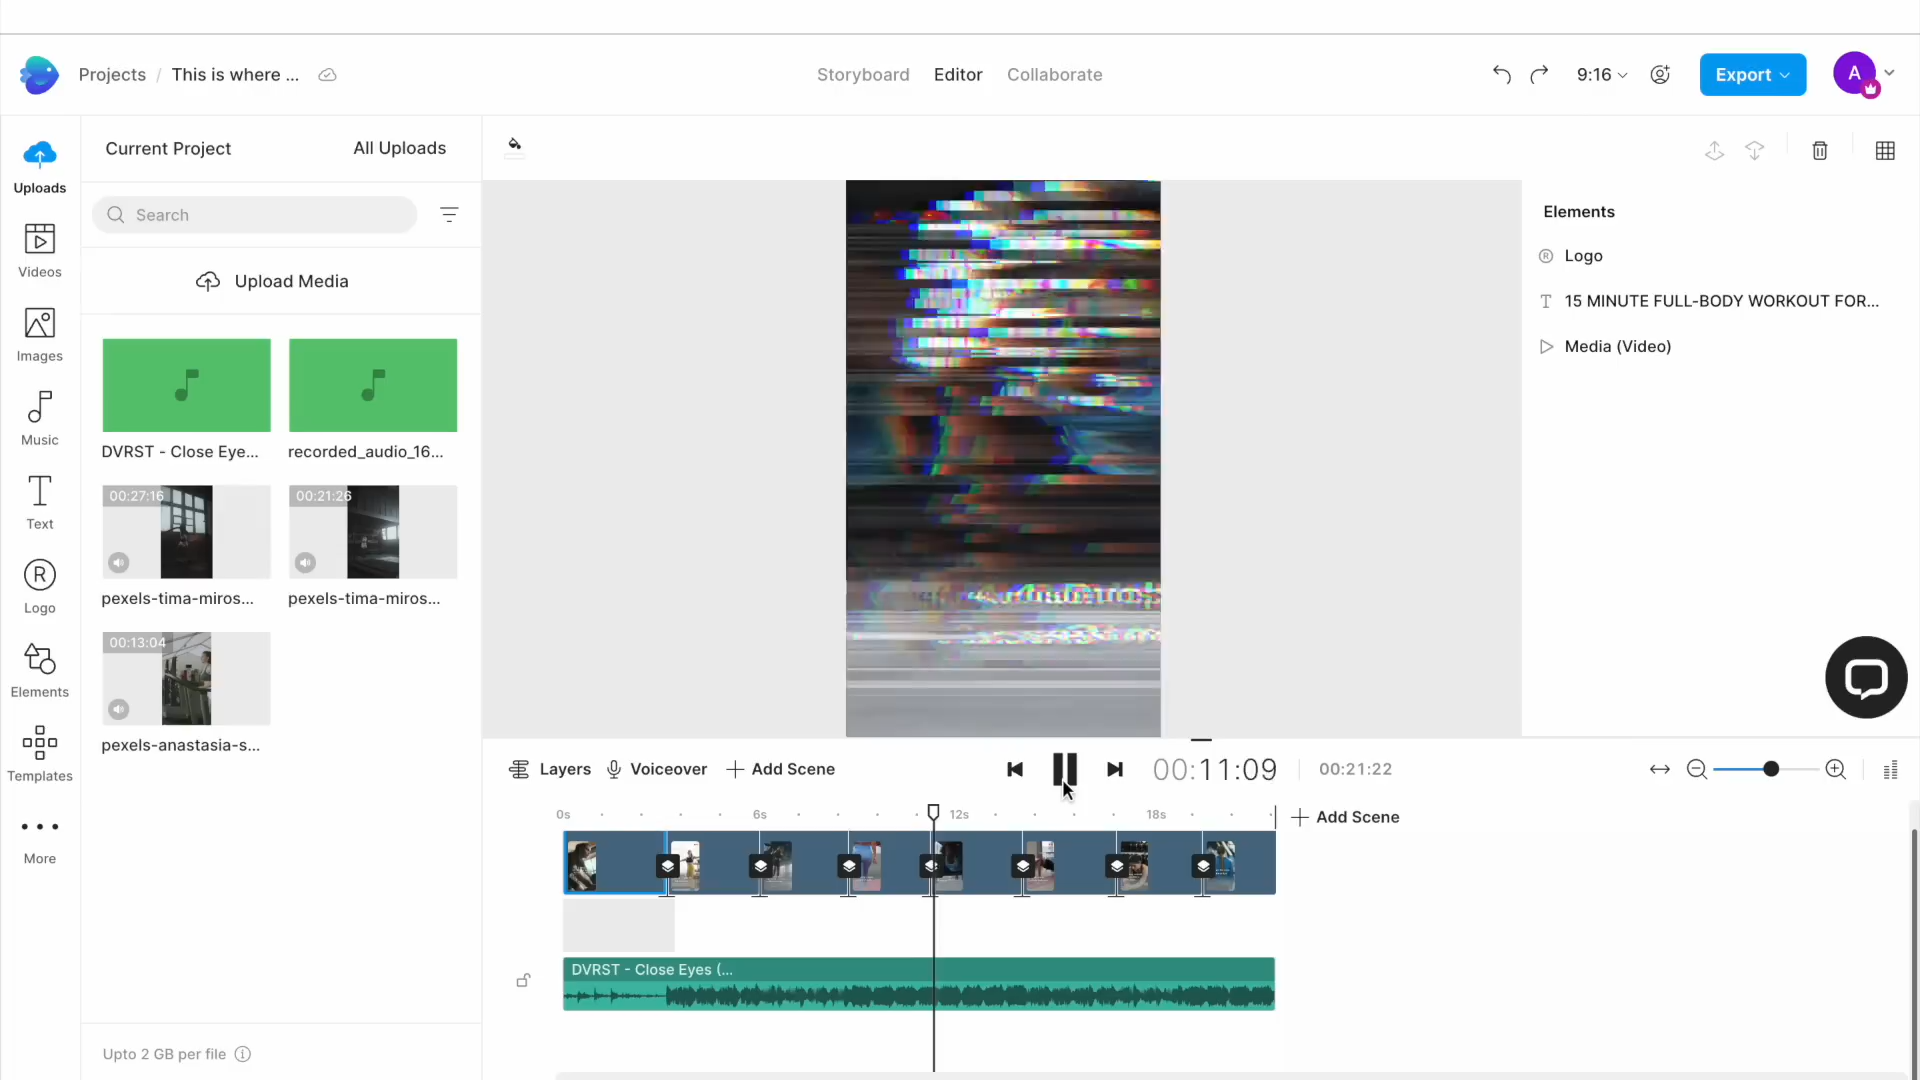 Projects / This is where ...
Storyboard Editor Collaborate
9:16
Export
A
Uploads
Videos
Images
Music
Text
R
Logo
Elements
Templates
More
Current Project All Uploads
Search
Upload Media
DVRST - Close Eye...
recorded_audio_16...
00:27:16
00:21:26
pexels-tima-miros...
pexels-tima-miros...
00:13:04
pexels-anastasia-s...
Upto 2 GB per file
Elements
R Logo
T 15 MINUTE FULL-BODY WORKOUT FOR...
Media (Video)
Layers Voiceover Add Scene
00:11:09 00:21:22
0s 6s 12s 18s
Add Scene
DVRST - Close Eyes (...